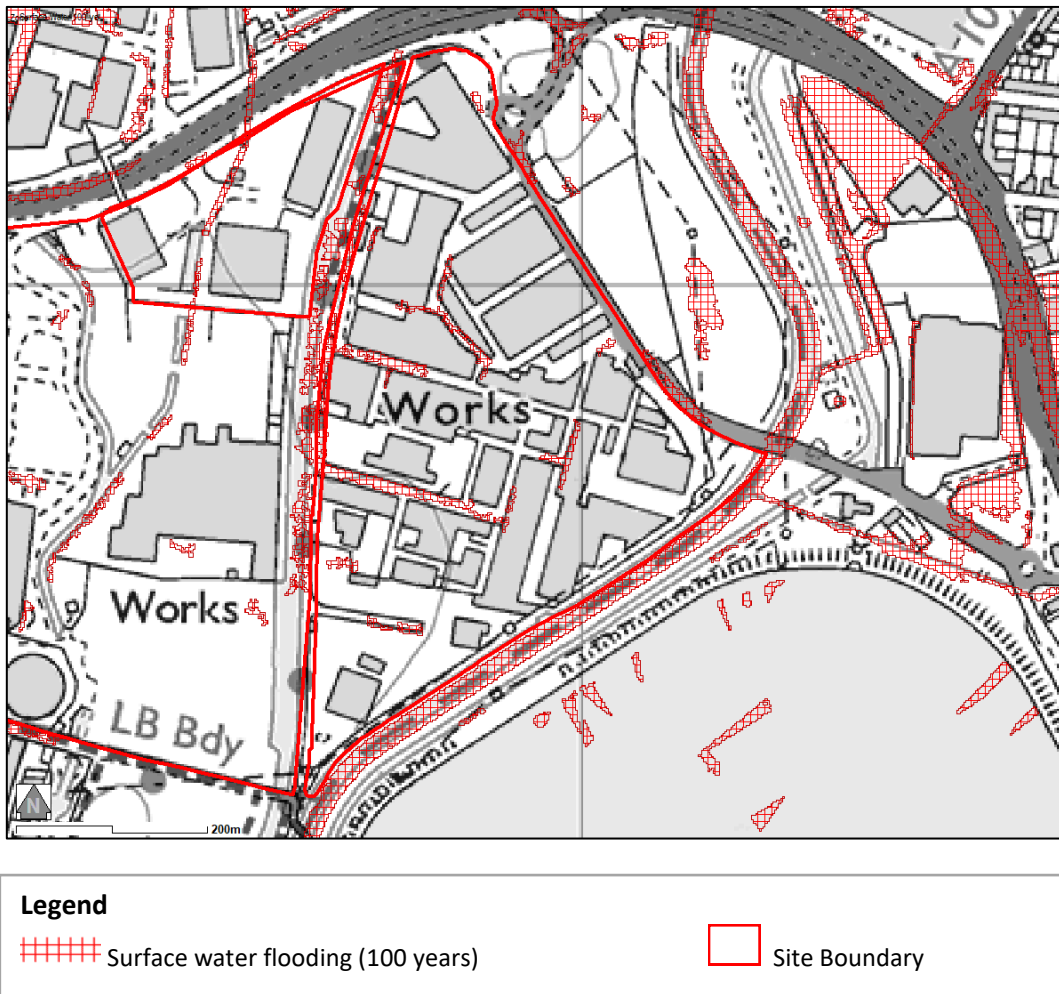 Works
Works
LB Bdy
N
200m
Legend
Surface water flooding (100 years)
Site Boundary